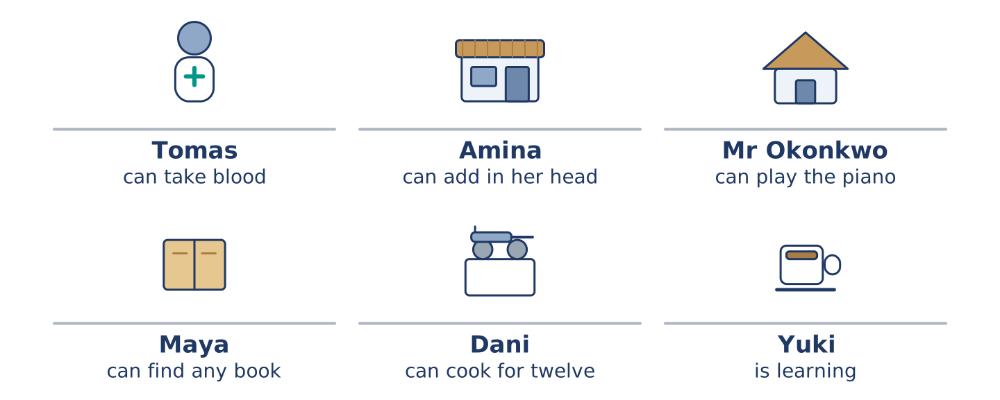 Tomas
can take blood
Amina
can add in her head
Mr Okonkwo
can play the piano
Maya
can find any book
Dani
can cook for twelve
Yuki
is learning